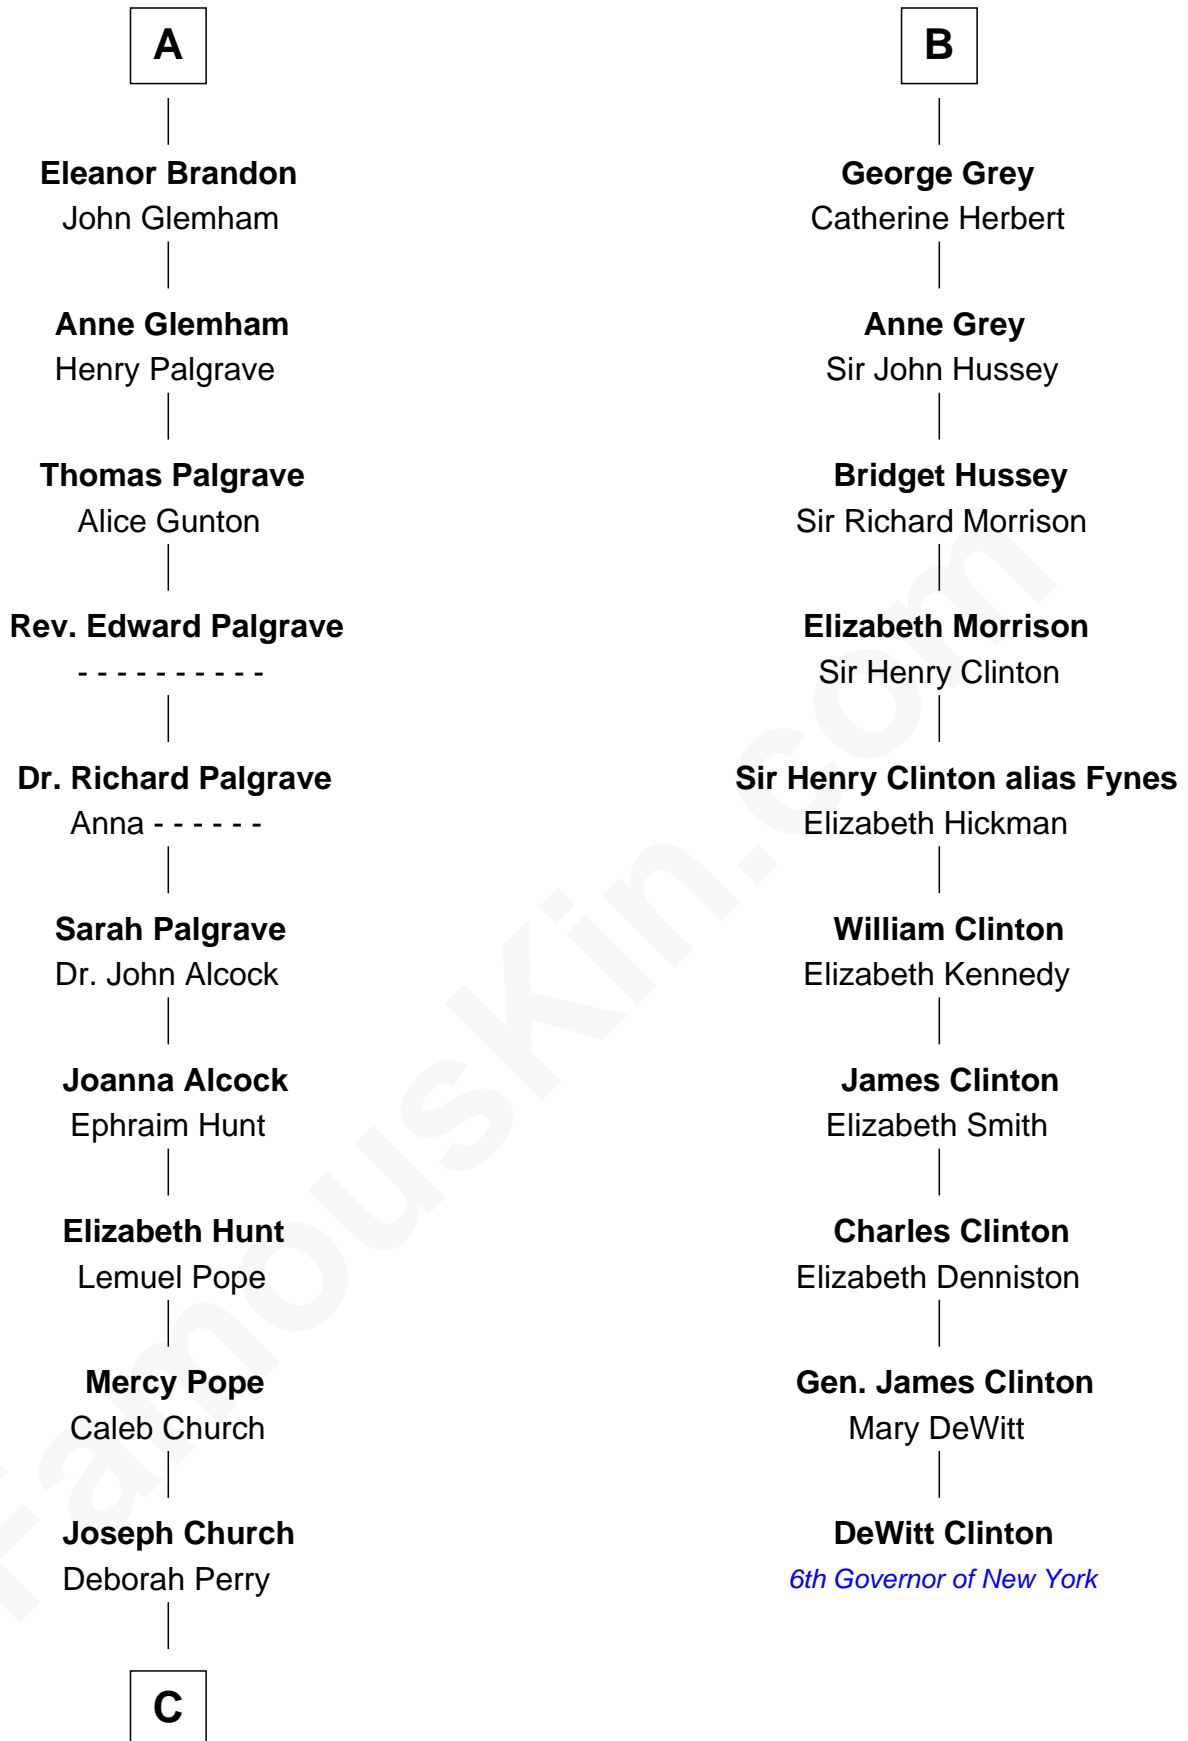 A
Eleanor Brandon
John Glemham
Anne Glemham
Henry Palgrave
Thomas Palgrave
Alice Gunton
Rev. Edward Palgrave
- - - - - - - - - -
Dr. Richard Palgrave
Anna - - - - - -
Sarah Palgrave
Dr. John Alcock
Joanna Alcock
Ephraim Hunt
Elizabeth Hunt
Lemuel Pope
Mercy Pope
Caleb Church
Joseph Church
Deborah Perry
C
B
George Grey
Catherine Herbert
Anne Grey
Sir John Hussey
Bridget Hussey
Sir Richard Morrison
Elizabeth Morrison
Sir Henry Clinton
Sir Henry Clinton alias Fynes
Elizabeth Hickman
William Clinton
Elizabeth Kennedy
James Clinton
Elizabeth Smith
Charles Clinton
Elizabeth Denniston
Gen. James Clinton
Mary DeWitt
DeWitt Clinton
6th Governor of New York
FamousKin.com